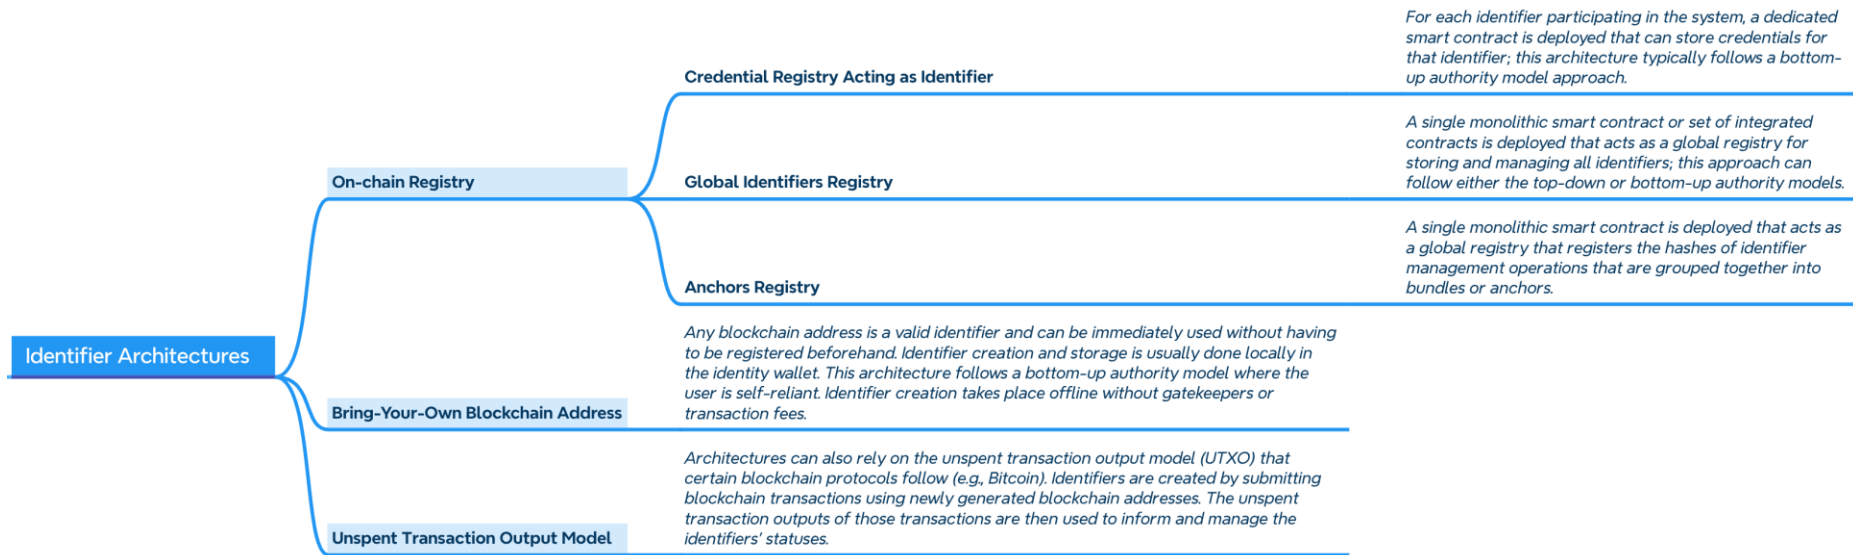 Identifier Architectures
On-chain Registry
Credential Registry Acting as Identifier
For each identifier participating in the system, a dedicated
smart contract is deployed that can store credentials for
that identifier; this architecture typically follows a bottom-
up authority model approach.
Global Identifiers Registry
A single monolithic smart contract or set of integrated
contracts is deployed that acts as a global registry for
storing and managing all identifiers; this approach can
follow either the top-down or bottom-up authority models.
Anchors Registry
A single monolithic smart contract is deployed that acts as
a global registry that registers the hashes of identifier
management operations that are grouped together into
bundles or anchors.
Bring-Your-Own Blockchain Address
Any blockchain address is a valid identifier and can be immediately used without having
to be registered beforehand. Identifier creation and storage is usually done locally in
the identity wallet. This architecture follows a bottom-up authority model where the
user is self-reliant. Identifier creation takes place offline without gatekeepers or
transaction fees.
Unspent Transaction Output Model
Architectures can also rely on the unspent transaction output model (UTXO) that
certain blockchain protocols follow (e.g., Bitcoin). Identifiers are created by submitting
blockchain transactions using newly generated blockchain addresses. The unspent
transaction outputs of those transactions are then used to inform and manage the
identifiers' statuses.